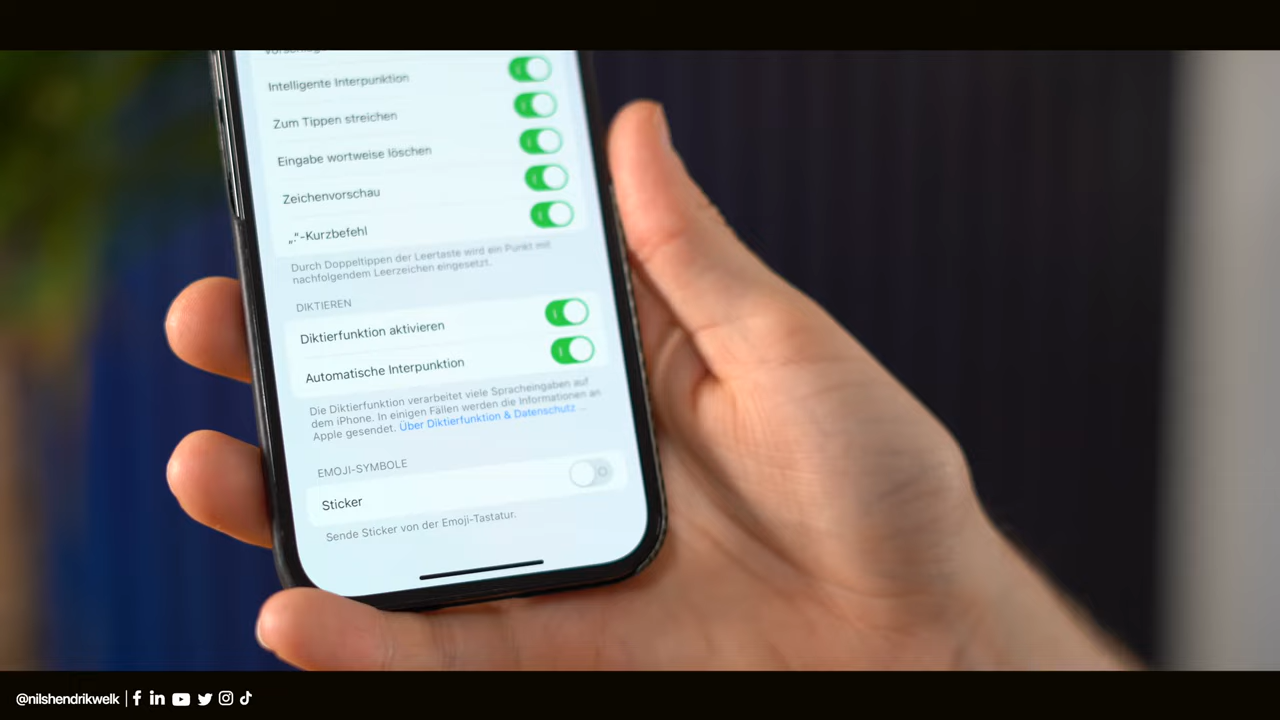 Intelligente Interpunktion
Zum Tippen streichen
Eingabe wortweise löschen
Zeichenvorschau
„."-Kurzbefehl
Durch Doppeltippen der Leertaste wird ein Punkt mit
nachfolgendem Leerzeichen eingesetzt.
DIKTIEREN
Diktierfunktion aktivieren
Automatische Interpunktion
Die Diktierfunktion verarbeitet viele Spracheingaben auf
dem iPhone. In einigen Fällen werden die Informationen an
Apple gesendet. Über Diktierfunktion & Datenschutz ...
EMOJI-SYMBOLE
Sticker
Sende Sticker von der Emoji-Tastatur.
@nilshendrikwelk